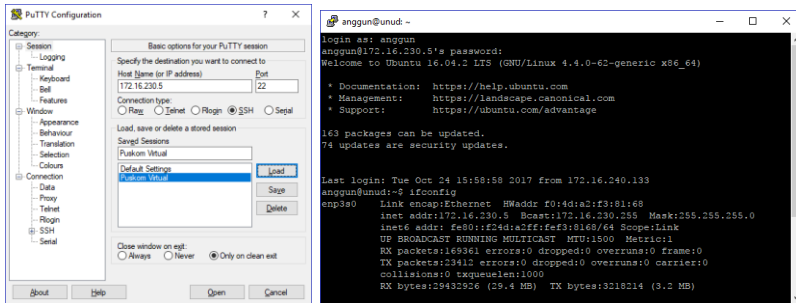 PuTTY Configuration
Category:
Session
Logging
Terminal
Keyboard
Bell
Features
Window
Appearance
Behaviour
Translation
Selection
Colours
Connection
Data
Proxy
Telnet
Rlogin
SSH
Serial
Basic options for your PuTTY session
Specify the destination you want to connect to
Host Name (or IP address) Port
172.16.230.5 22
Connection type:
Raw Telnet Rlogin SSH Serial
Load, save or delete a stored session
Saved Sessions
Puskom Virtual
Default Settings
Puskom Virtual
Load
Save
Delete
Close window on exit:
Always Never Only on clean exit
About Help Open Cancel
anggun@unud: ~
login as: anggun
anggun@172.16.230.5's password:
Welcome to Ubuntu 16.04.2 LTS (GNU/Linux 4.4.0-62-generic x86_64)
* Documentation: https://help.ubuntu.com
* Management: https://landscape.canonical.com
* Support: https://ubuntu.com/advantage
163 packages can be updated.
74 updates are security updates.
Last login: Tue Oct 24 15:58:58 2017 from 172.16.240.133
anggun@unud:~$ ifconfig
enp3s0 Link encap:Ethernet HWaddr f0:4d:a2:f3:81:68
inet addr:172.16.230.5 Bcast:172.16.230.255 Mask:255.255.255.0
inet6 addr: fe80::f24d:a2ff:fef3:8168/64 Scope:Link
UP BROADCAST RUNNING MULTICAST MTU:1500 Metric:1
RX packets:169361 errors:0 dropped:0 overruns:0 frame:0
TX packets:23412 errors:0 dropped:0 overruns:0 carrier:0
collisions:0 txqueuelen:1000
RX bytes:29432926 (29.4 MB) TX bytes:3218214 (3.2 MB)